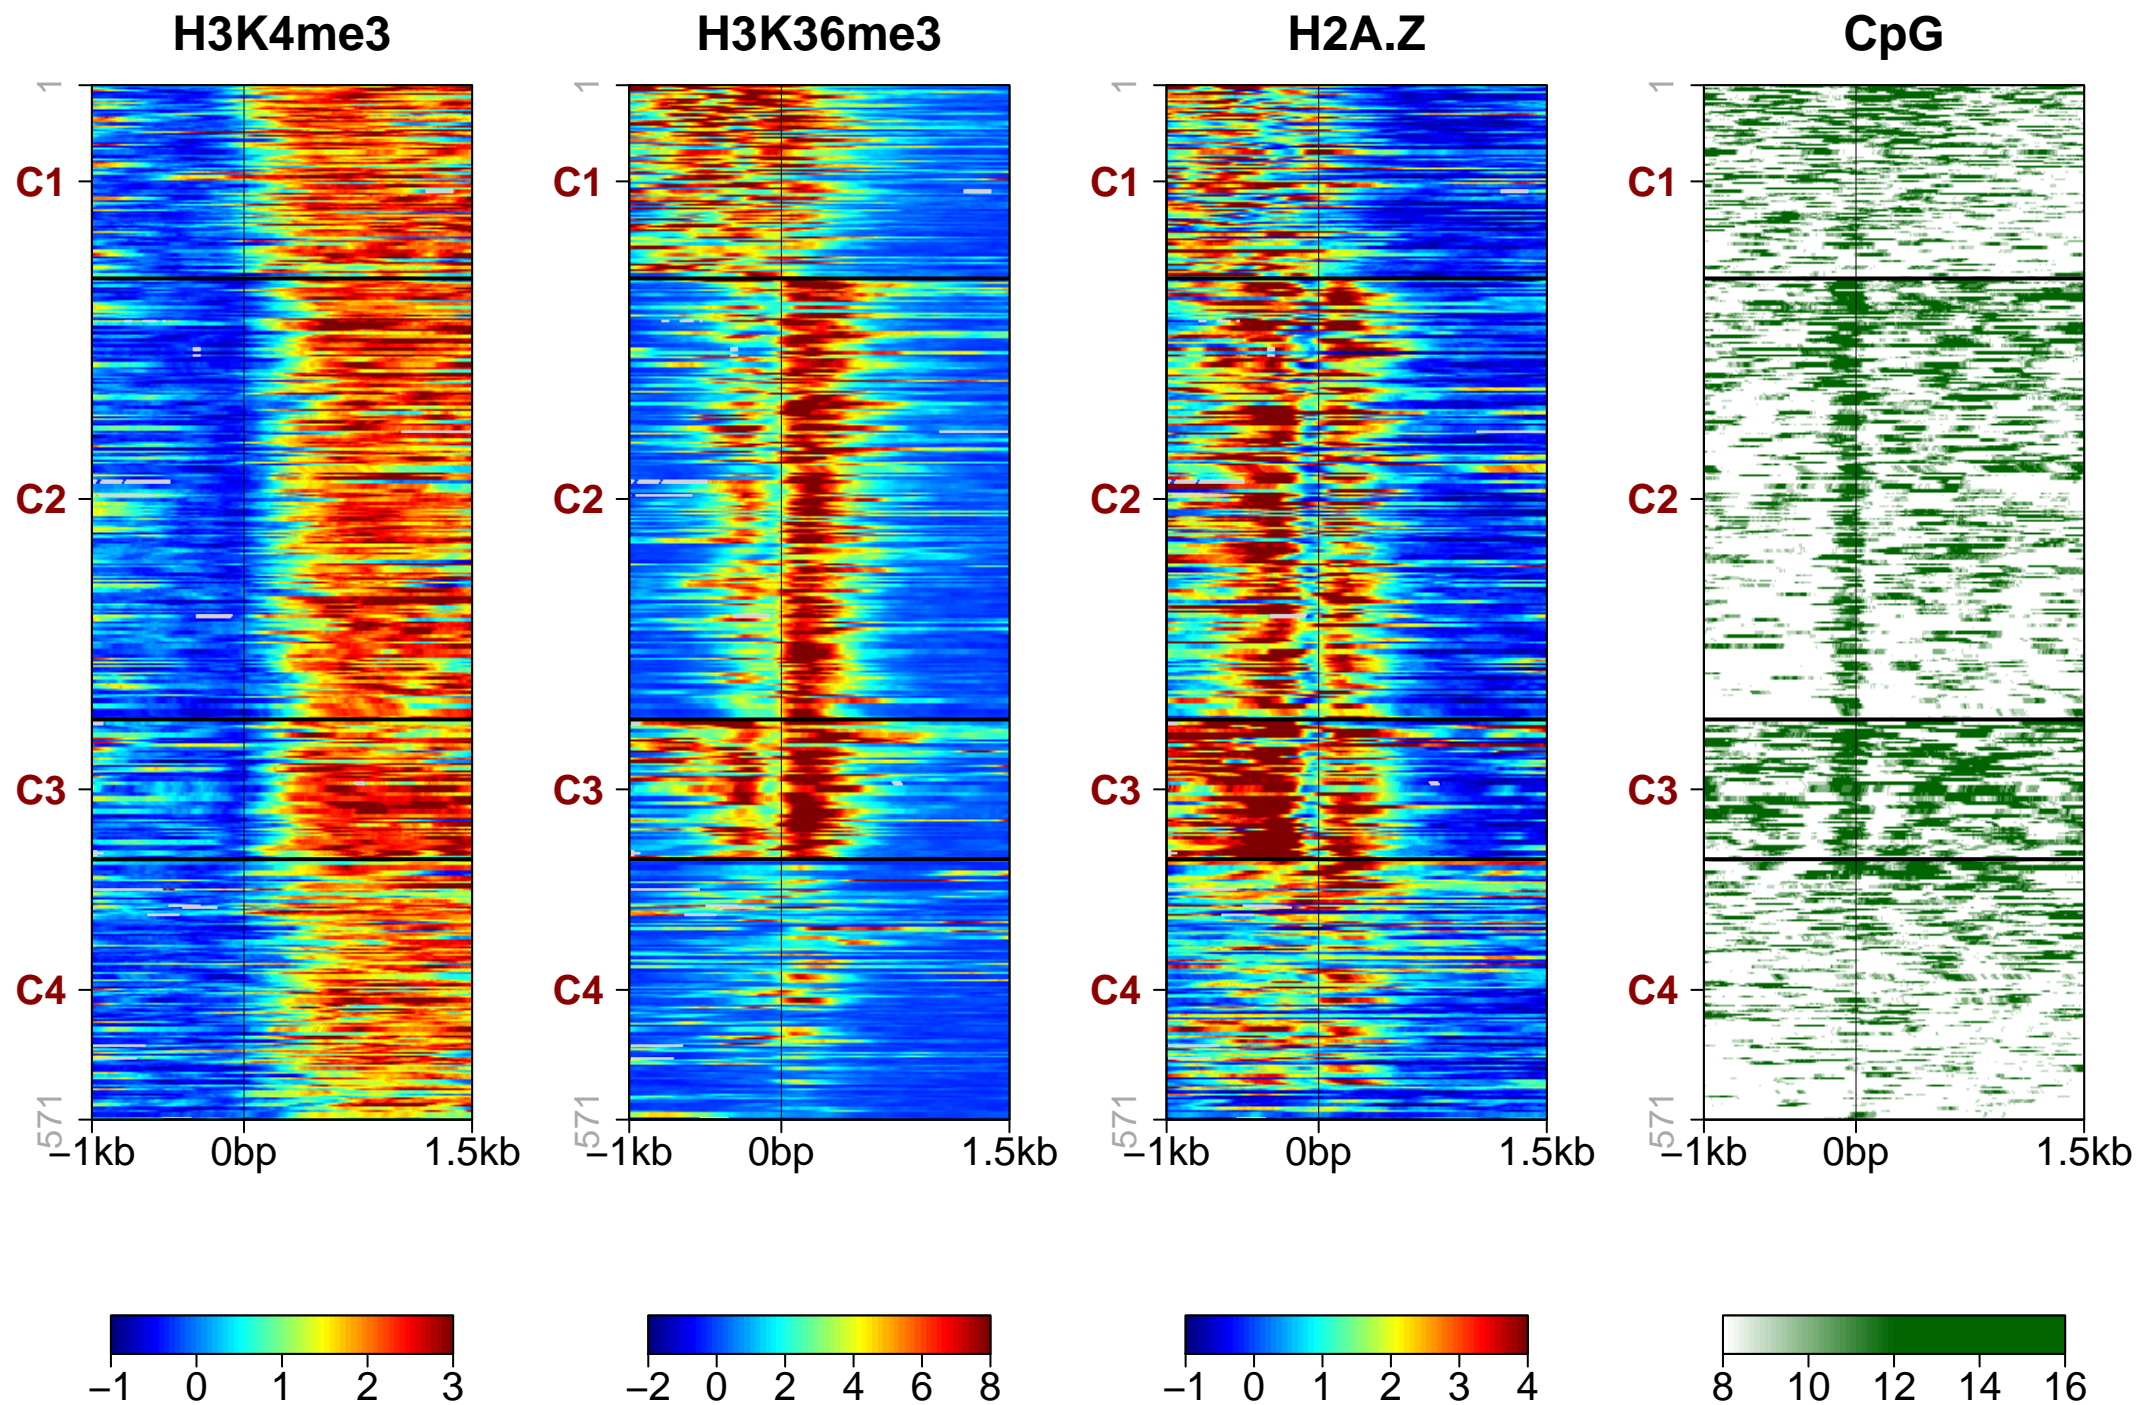 H3K4me3 H3K36me3 H2A.Z CpG
1 1 1 1
C1 C1 C1 C1
C2 C2 C2 C2
C3 C3 C3 C3
C4 C4 C4 C4
571 571 571 571
−1kb 0bp 1.5kb −1kb 0bp 1.5kb −1kb 0bp 1.5kb −1kb 0bp 1.5kb
−1 0 1 2 3 −2 0 2 4 6 8 −1 0 1 2 3 4 8 10 12 14 16